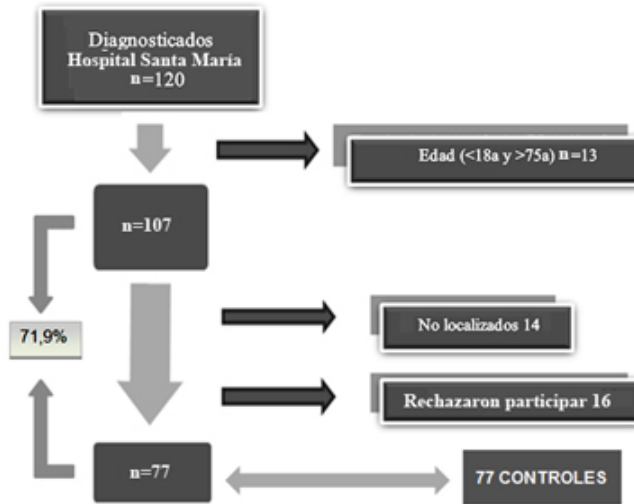 Diagnosticados
Hospital Santa María
n=120
Edad (<18a y >75a) n=13
n=107
No localizados 14
71,9%
Rechazaron participar 16
n=77
77 CONTROLES